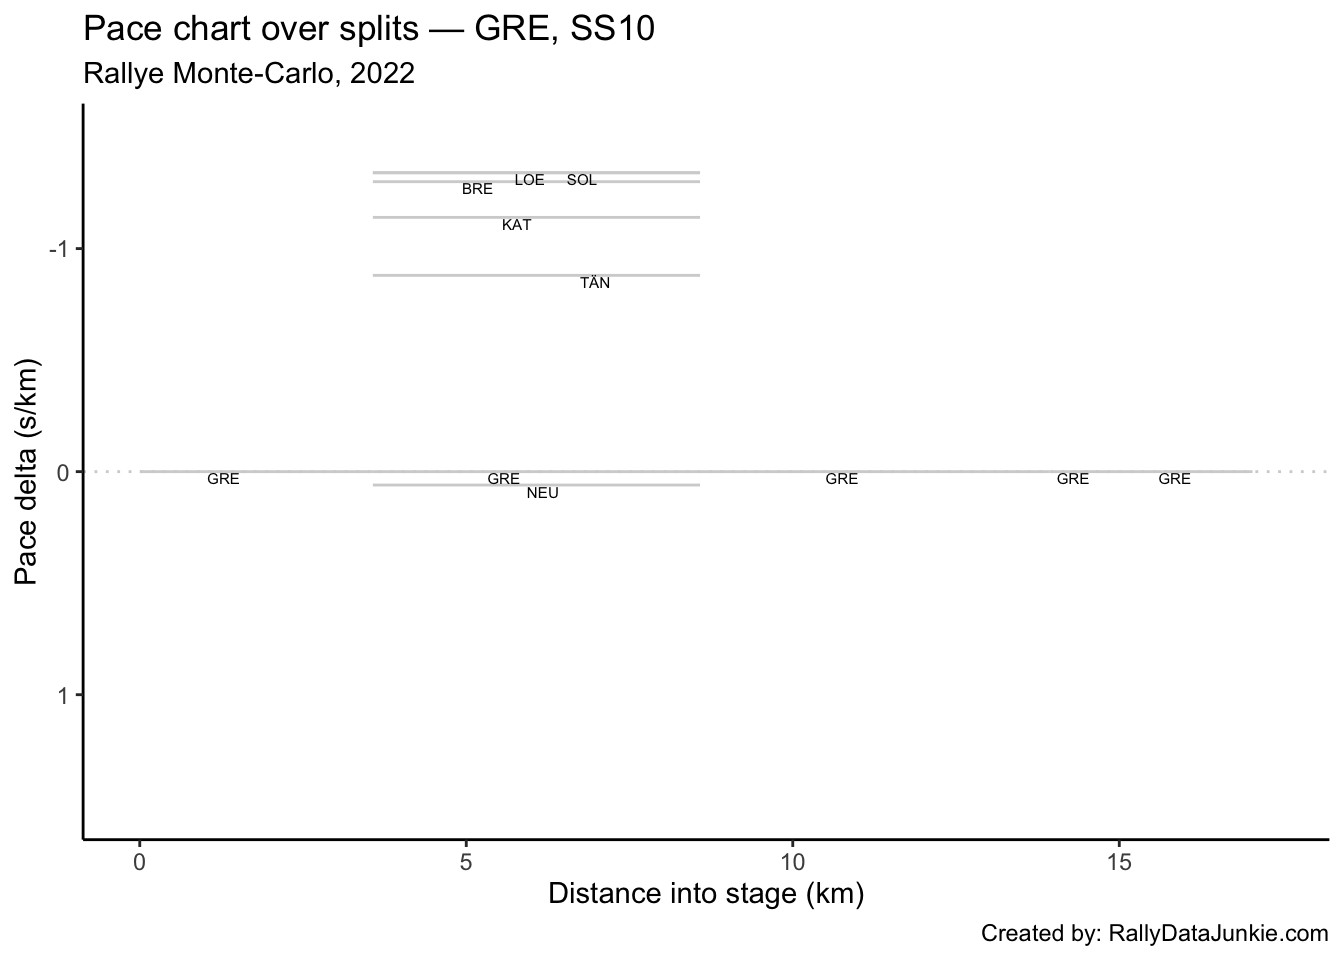 Pace chart over splits — GRE, SS10
Rallye Monte-Carlo, 2022
Pace delta (s/km)
-1
0
1
LOE SOL
BRE
KAT
TÄN
GRE GRE GRE GRE GRE
NEU
0 5 10 15
Distance into stage (km)
Created by: RallyDataJunkie.com